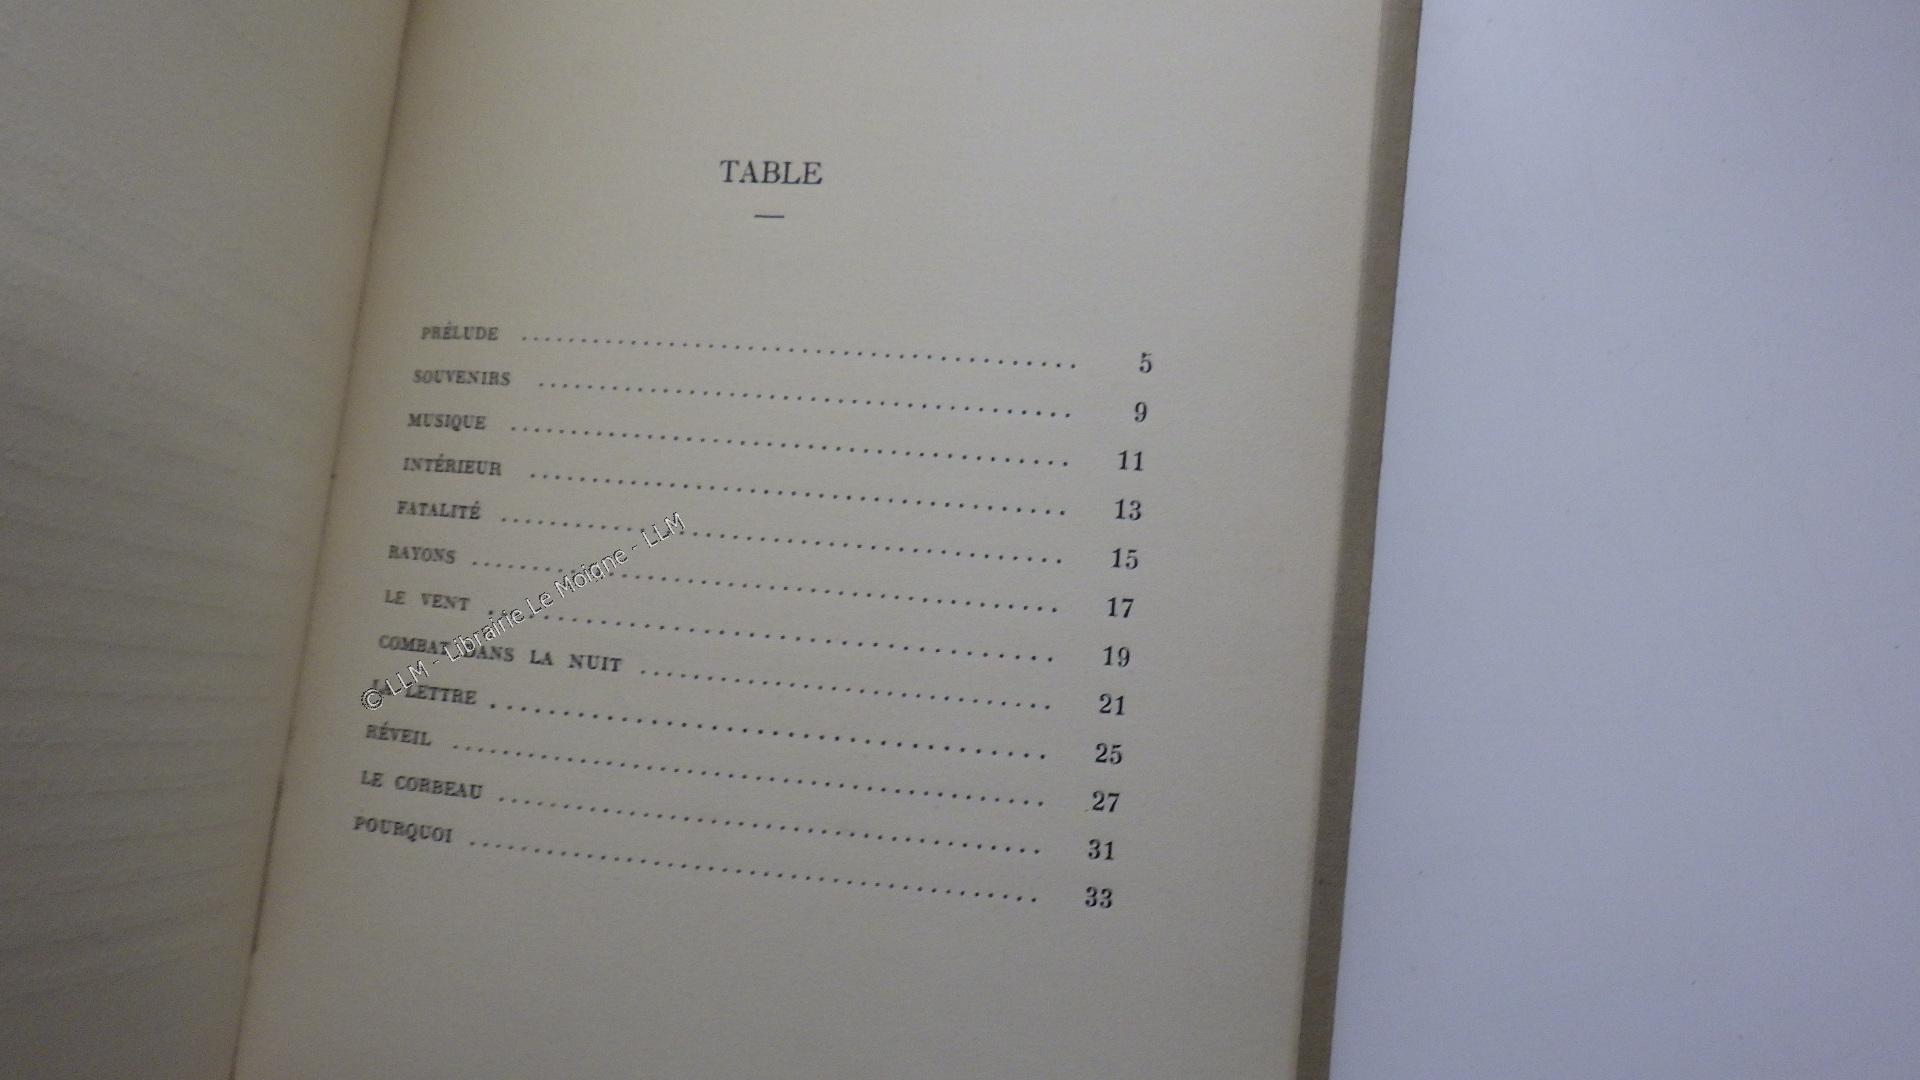 TABLE
PRÉLUDE ........ 5
SOUVENIRS ........ 9
MUSIQUE ........ 11
INTÉRIEUR ........ 13
FATALITÉ ........ 15
RAYONS ........ 17
LE VENT ........ 19
COMBAT DANS LA NUIT ........ 21
LA LETTRE ........ 25
RÉVEIL ........ 27
LE CORBEAU ........ 31
POURQUOI ........ 33
© LLM - Librairie Le Moigne - LLM